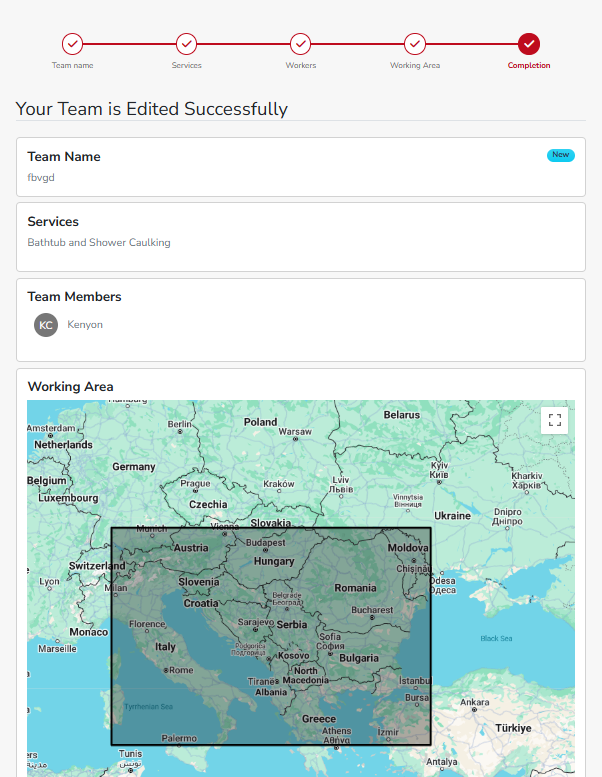 Team name
Services
Workers
Working Area
Completion
Your Team is Edited Successfully
Team Name
New
fbvgd
Services
Bathtub and Shower Caulking
Team Members
KC
Kenyon
Working Area
Hamburg
Amsterdam
Berlin
Poland
Belarus
Warsaw
Netherlands
Germany
Belgium
Prague
Kraków
Lviv
Львів
Kyiv
Київ
Kharkiv
Харків
Luxembourg
Czechia
Vinnytsia
Вінниця
Slovakia
Ukraine
Dnipro
Дніпро
Munich
Vienna
Austria
Budapest
Moldova
Hungary
Switzerland
Chișinău
Lyon
Milan
Slovenia
Romania
Odesa
Одеса
Croatia
Belgrade
Београд
Bucharest
Monaco
Florence
Sarajevo
Serbia
Marseille
Sofia
София
Black Sea
Italy
Podgorica
Подгорица
Kosovo
Bulgaria
Rome
North
Macedonia
Tirane
Albania
Istanbul
Bursa
Ankara
Tyrrhenian Sea
Greece
Türkiye
Palermo
Athens
Αθήνα
Izmir
Tunis
تونس
Antalya